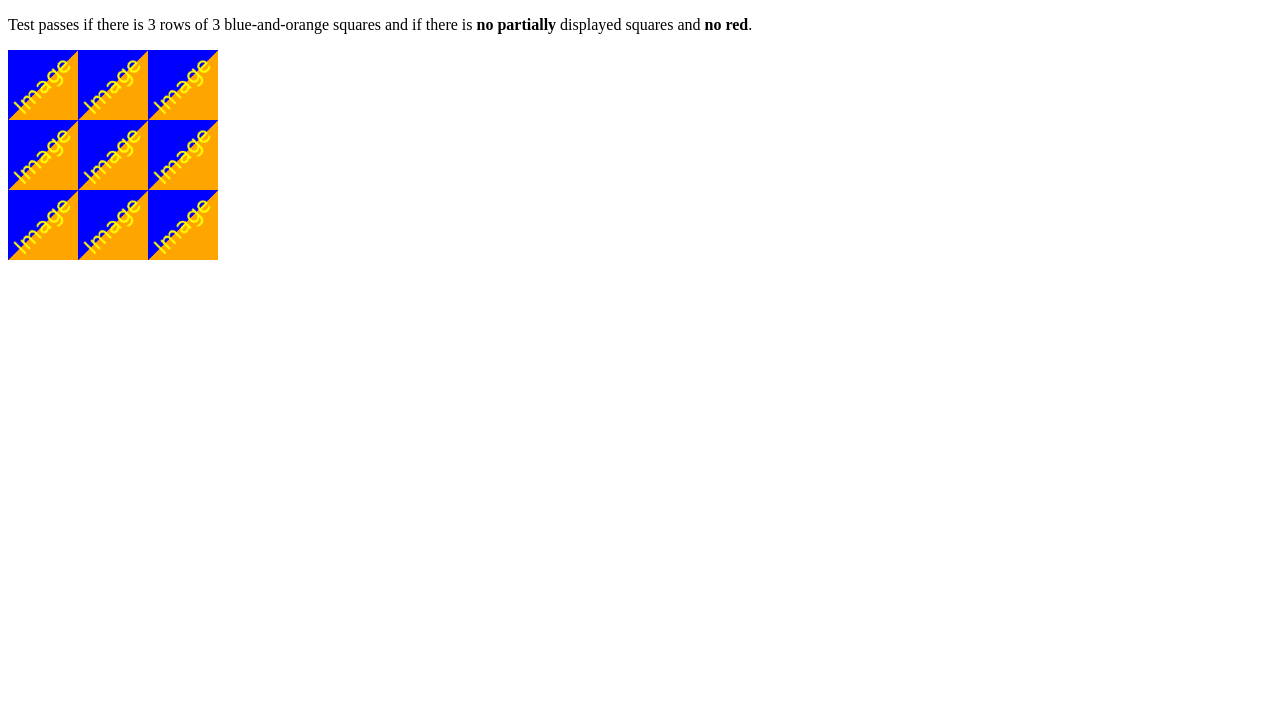 Test passes if there is 3 rows of 3 blue-and-orange squares and if there is no partially displayed squares and no red.
Image Image Image
Image Image Image
Image Image Image